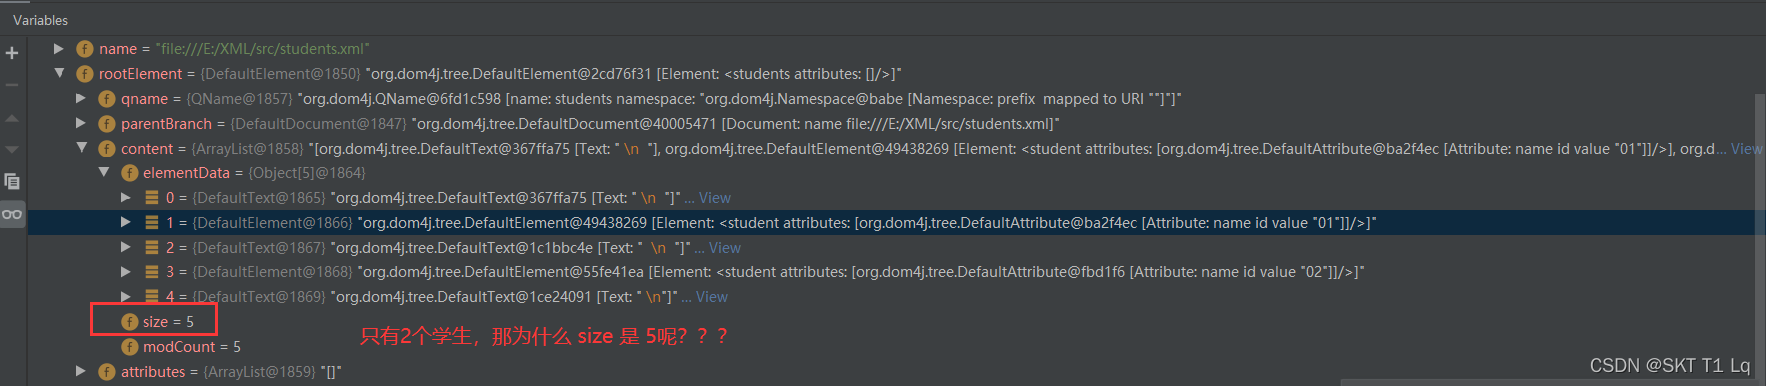 Variables
f name = "file:///E:/XML/src/students.xml"
f rootElement = {DefaultElement@1850} "org.dom4j.tree.DefaultElement@2cd76f31 [Element: <students attributes: []/>]"
f qname = {QName@1857} "org.dom4j.QName@6fd1c598 [name: students namespace: "org.dom4j.Namespace@babe [Namespace: prefix  mapped to URI ""]"]"
f parentBranch = {DefaultDocument@1847} "org.dom4j.tree.DefaultDocument@40005471 [Document: name file:///E:/XML/src/students.xml]"
f content = {ArrayList@1858} "[org.dom4j.tree.DefaultText@367ffa75 [Text: " \n  "], org.dom4j.tree.DefaultElement@49438269 [Element: <student attributes: [org.dom4j.tree.DefaultAttribute@ba2f4ec [Attribute: name id value "01"]]/>], org.d... View
f elementData = {Object[5]@1864}
0 = {DefaultText@1865} "org.dom4j.tree.DefaultText@367ffa75 [Text: " \n  "]" ... View
1 = {DefaultElement@1866} "org.dom4j.tree.DefaultElement@49438269 [Element: <student attributes: [org.dom4j.tree.DefaultAttribute@ba2f4ec [Attribute: name id value "01"]]/>]"
2 = {DefaultText@1867} "org.dom4j.tree.DefaultText@1c1bbc4e [Text: "  \n  "]" ... View
3 = {DefaultElement@1868} "org.dom4j.tree.DefaultElement@55fe41ea [Element: <student attributes: [org.dom4j.tree.DefaultAttribute@fbd1f6 [Attribute: name id value "02"]]/>]"
4 = {DefaultText@1869} "org.dom4j.tree.DefaultText@1ce24091 [Text: " \n"]" ... View
f size = 5
只有2个学生，那为什么 size 是 5呢？？？
f modCount = 5
f attributes = {ArrayList@1859} "[]"
CSDN @SKT T1 Lq